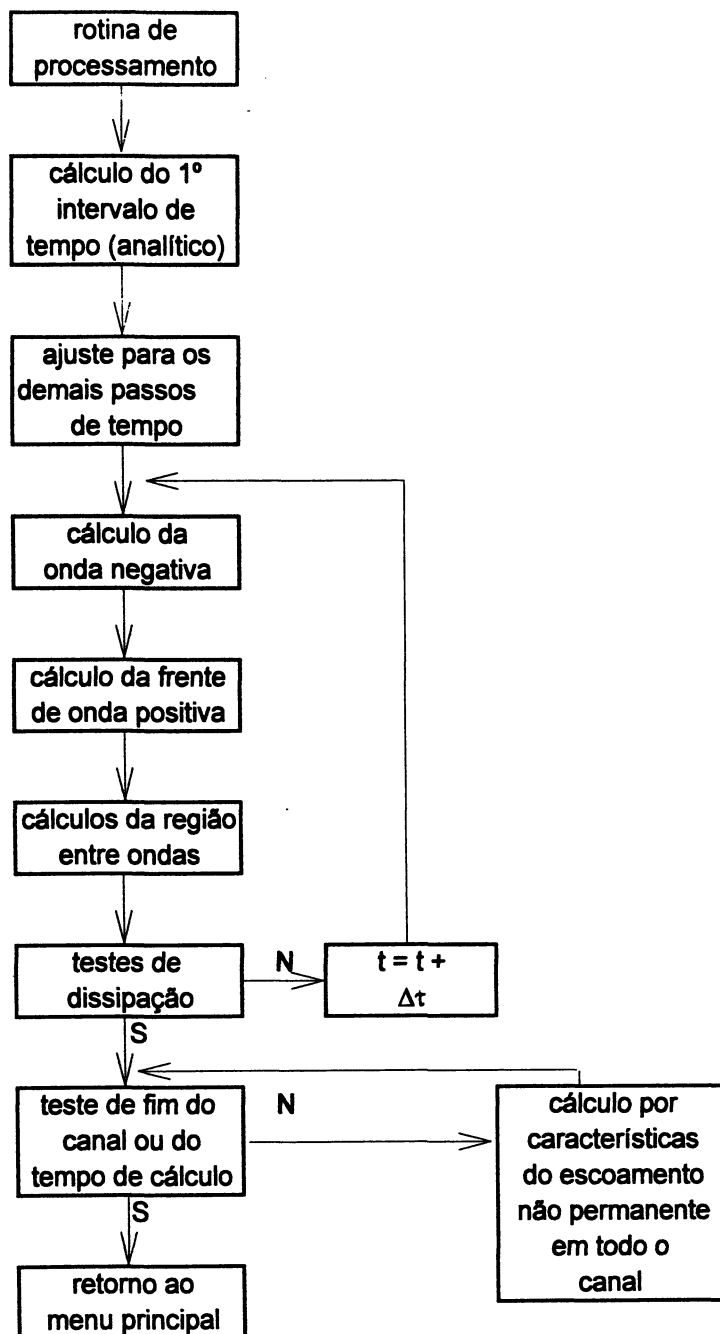 rotina de
processamento
cálculo do 1º
intervalo de
tempo (analítico)
ajuste para os
demais passos
de tempo
cálculo da
onda negativa
cálculo da frente
de onda positiva
cálculos da região
entre ondas
testes de
dissipação
N
t = t +
Δt
S
teste de fim do
canal ou do
tempo de cálculo
N
cálculo por
características
do escoamento
não permanente
em todo o
canal
S
retorno ao
menu principal